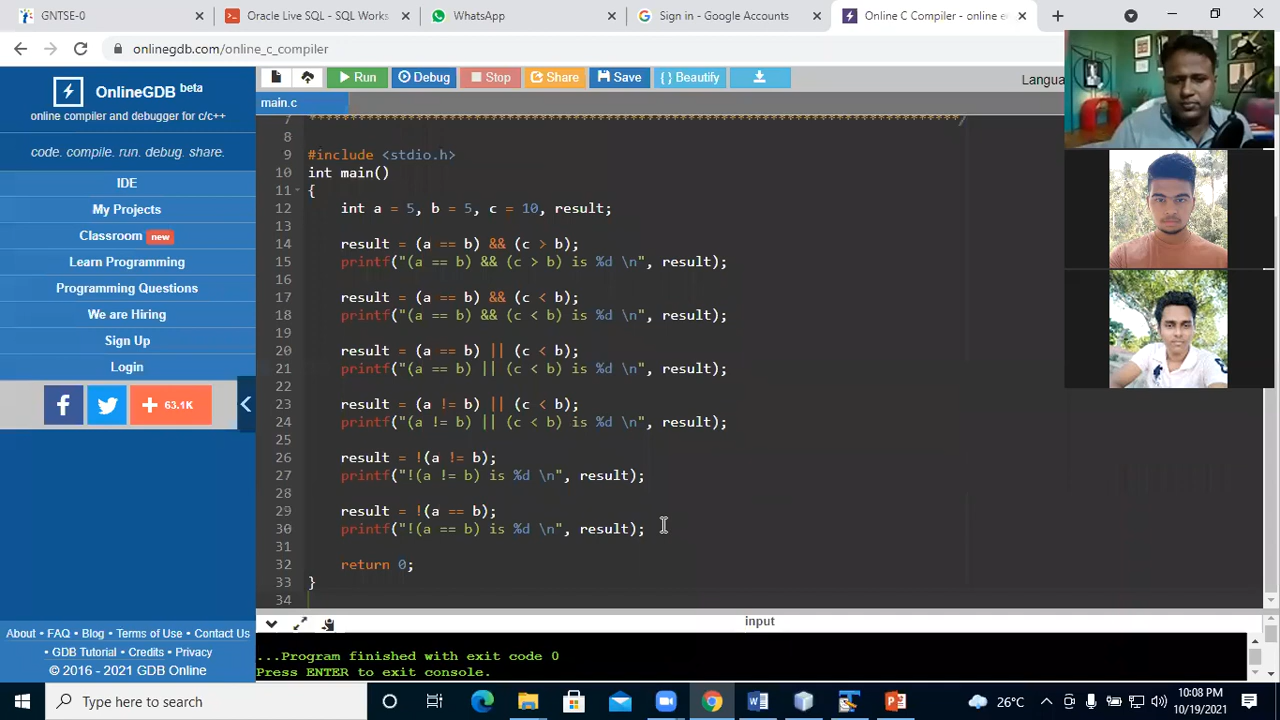 GNTSE-0
Oracle Live SQL - SQL Works
WhatsApp
Sign in - Google Accounts
Online C Compiler - online e
onlinegdb.com/online_c_compiler
OnlineGDB beta
online compiler and debugger for c/c++
code. compile. run. debug. share.
IDE
My Projects
Classroom new
Learn Programming
Programming Questions
We are Hiring
Sign Up
Login
63.1K
About • FAQ • Blog • Terms of Use • Contact Us
• GDB Tutorial • Credits • Privacy
© 2016 - 2021 GDB Online
Run Debug Stop Share Save { } Beautify
Langua
main.c
7 *******************************************************************************/
8
9 #include <stdio.h>
10 int main()
11 {
12 int a = 5, b = 5, c = 10, result;
13
14 result = (a == b) && (c > b);
15 printf("(a == b) && (c > b) is %d \n", result);
16
17 result = (a == b) && (c < b);
18 printf("(a == b) && (c < b) is %d \n", result);
19
20 result = (a == b) || (c < b);
21 printf("(a == b) || (c < b) is %d \n", result);
22
23 result = (a != b) || (c < b);
24 printf("(a != b) || (c < b) is %d \n", result);
25
26 result = !(a != b);
27 printf("!(a != b) is %d \n", result);
28
29 result = !(a == b);
30 printf("!(a == b) is %d \n", result);
31
32 return 0;
33 }
34
input
...Program finished with exit code 0
Press ENTER to exit console.
Type here to search
26°C
10:08 PM
10/19/2021